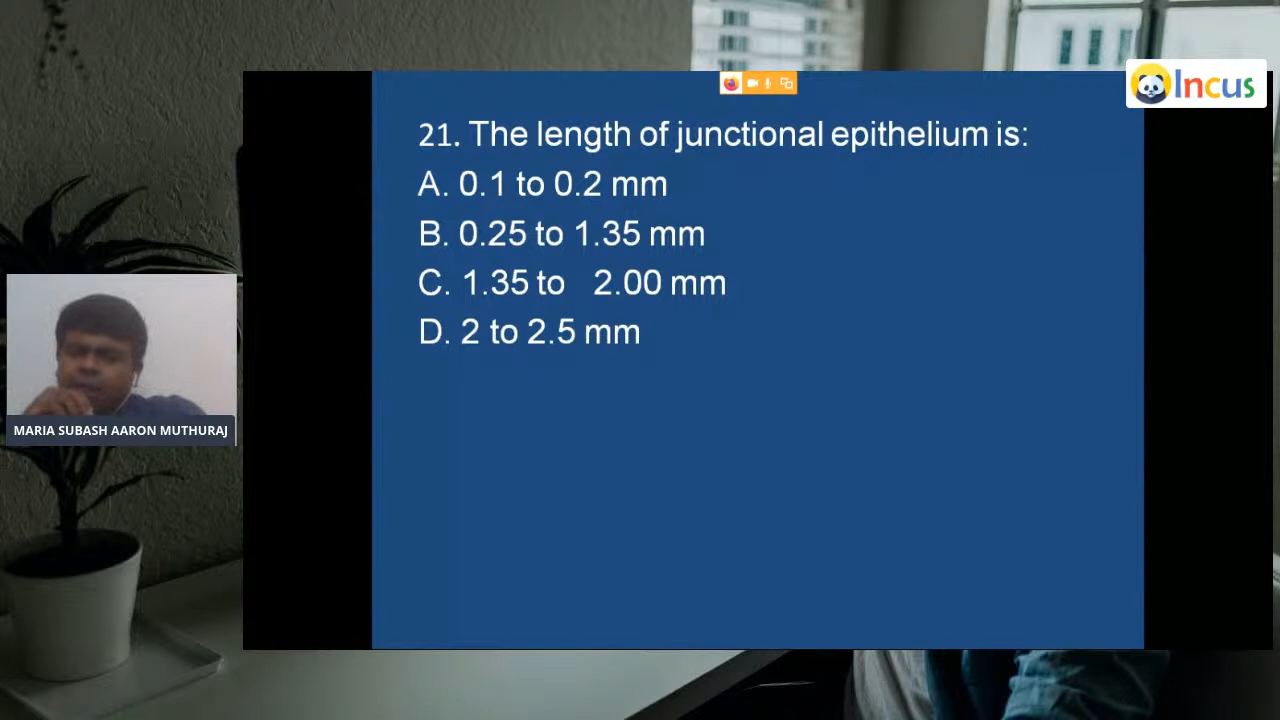 Incus
21. The length of junctional epithelium is:
A. 0.1 to 0.2 mm
B. 0.25 to 1.35 mm
C. 1.35 to   2.00 mm
D. 2 to 2.5 mm
MARIA SUBASH AARON MUTHURAJ